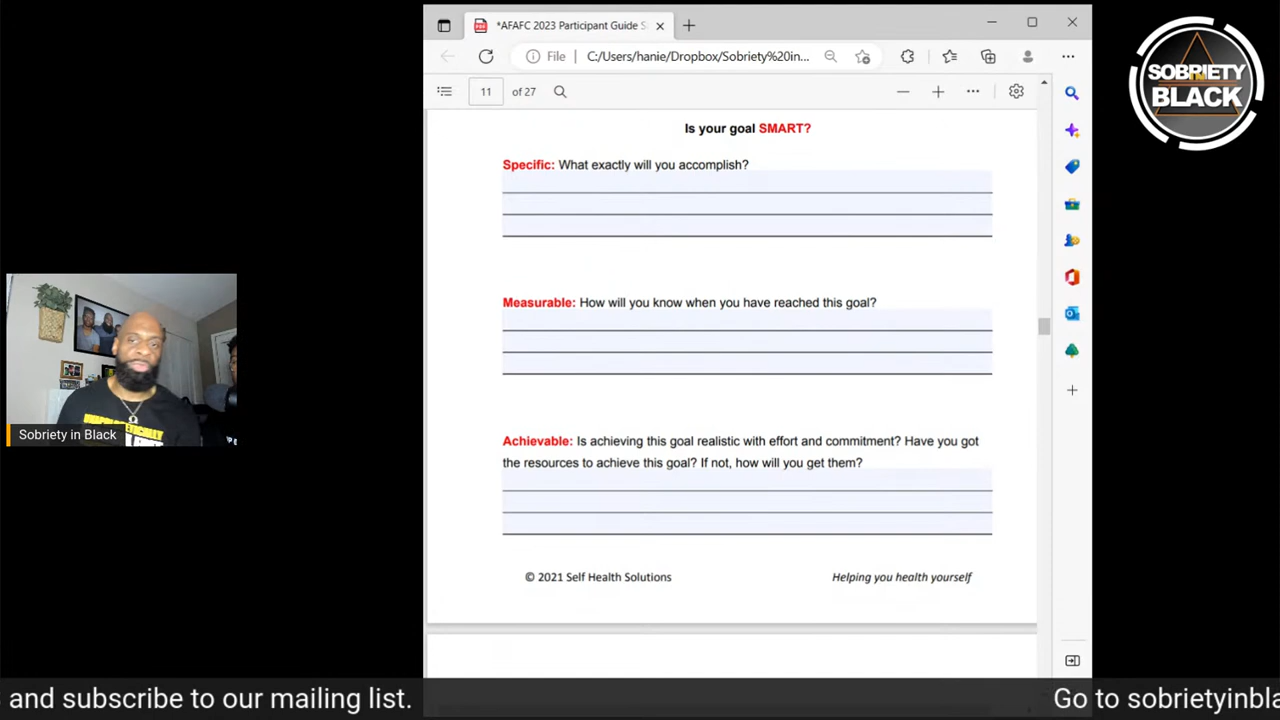 *AFAFC 2023 Participant Guide S
File
C:/Users/hanie/Dropbox/Sobriety%20in...
11 of 27
SOBRIETY
IN
BLACK
Is your goal SMART?
Specific: What exactly will you accomplish?
Measurable: How will you know when you have reached this goal?
Achievable: Is achieving this goal realistic with effort and commitment? Have you got
the resources to achieve this goal? If not, how will you get them?
© 2021 Self Health Solutions
Helping you health yourself
Sobriety in Black
and subscribe to our mailing list.
Go to sobrietyinbla